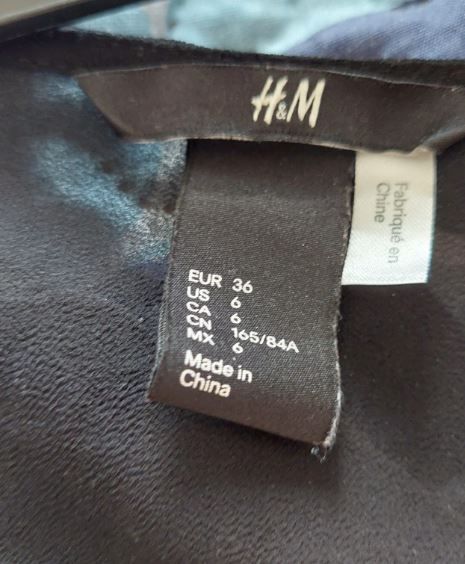 H&M
Fabriqué en
Chine
EUR 36
US 6
CA 6
CN 165/84A
MX 6
Made in
China